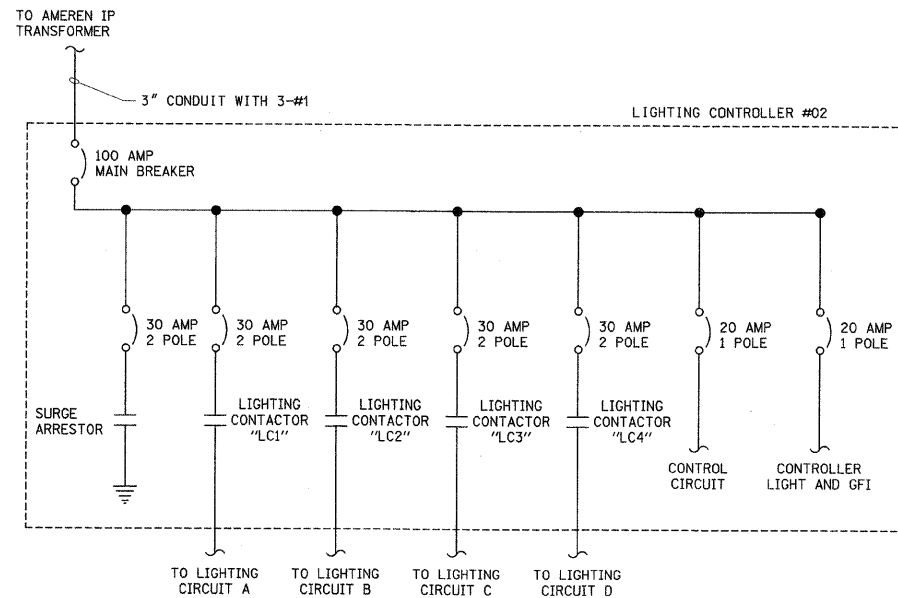 TO AMEREN IP
TRANSFORMER
3" CONDUIT WITH 3-#1
LIGHTING CONTROLLER #02
100 AMP
MAIN BREAKER
30 AMP
2 POLE
30 AMP
2 POLE
30 AMP
2 POLE
30 AMP
2 POLE
30 AMP
2 POLE
20 AMP
1 POLE
20 AMP
1 POLE
SURGE
ARRESTOR
LIGHTING
CONTACTOR
"LC1"
LIGHTING
CONTACTOR
"LC2"
LIGHTING
CONTACTOR
"LC3"
LIGHTING
CONTACTOR
"LC4"
CONTROL
CIRCUIT
CONTROLLER
LIGHT AND GFI
TO LIGHTING
CIRCUIT A
TO LIGHTING
CIRCUIT B
TO LIGHTING
CIRCUIT C
TO LIGHTING
CIRCUIT D